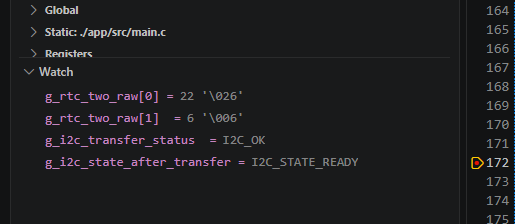 Global
Static: ./app/src/main.c
Registers
Watch
g_rtc_two_raw[0] = 22 '\026'
g_rtc_two_raw[1] = 6 '\006'
g_i2c_transfer_status = I2C_OK
g_i2c_state_after_transfer = I2C_STATE_READY
164
165
166
167
168
169
170
171
172
173
174
175